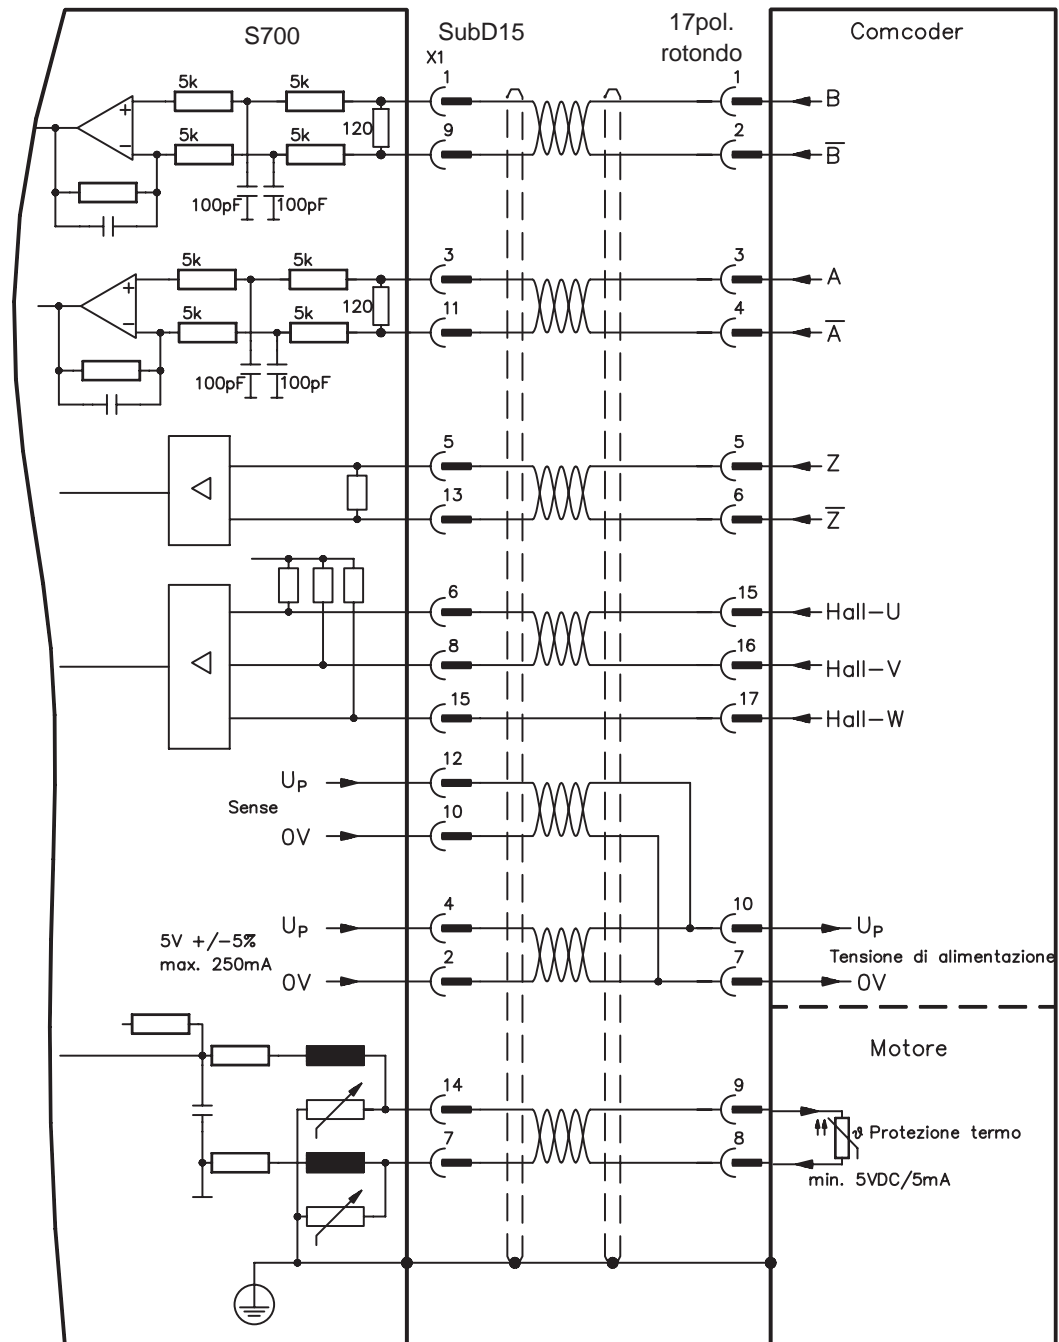 S700 SubD15 17pol. rotondo Comcoder
X1
5k 5k 1 1 B
120
5k 5k 9 2 B̅
100pF 100pF
5k 5k 3 3 A
120
5k 5k 11 4 A̅
100pF 100pF
5 5 Z
13 6 Z̅
6 15 Hall-U
8 16 Hall-V
15 17 Hall-W
UP 12
Sense
0V 10
UP 4 10 UP
5V +/-5%
max. 250mA
Tensione di alimentazione
0V 2 7 0V
Motore
14 9
ϑ Protezione termo
7 8
min. 5VDC/5mA